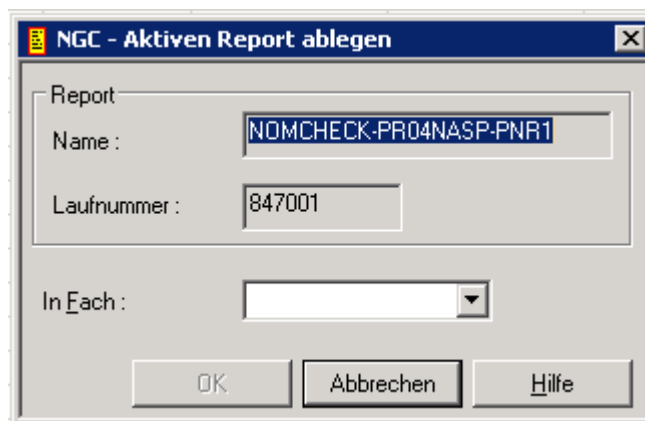 NGC - Aktiven Report ablegen
Report
Name :
NOMCHECK-PR04NASP-PNR1
Laufnummer :
847001
In Fach :
OK
Abbrechen
Hilfe